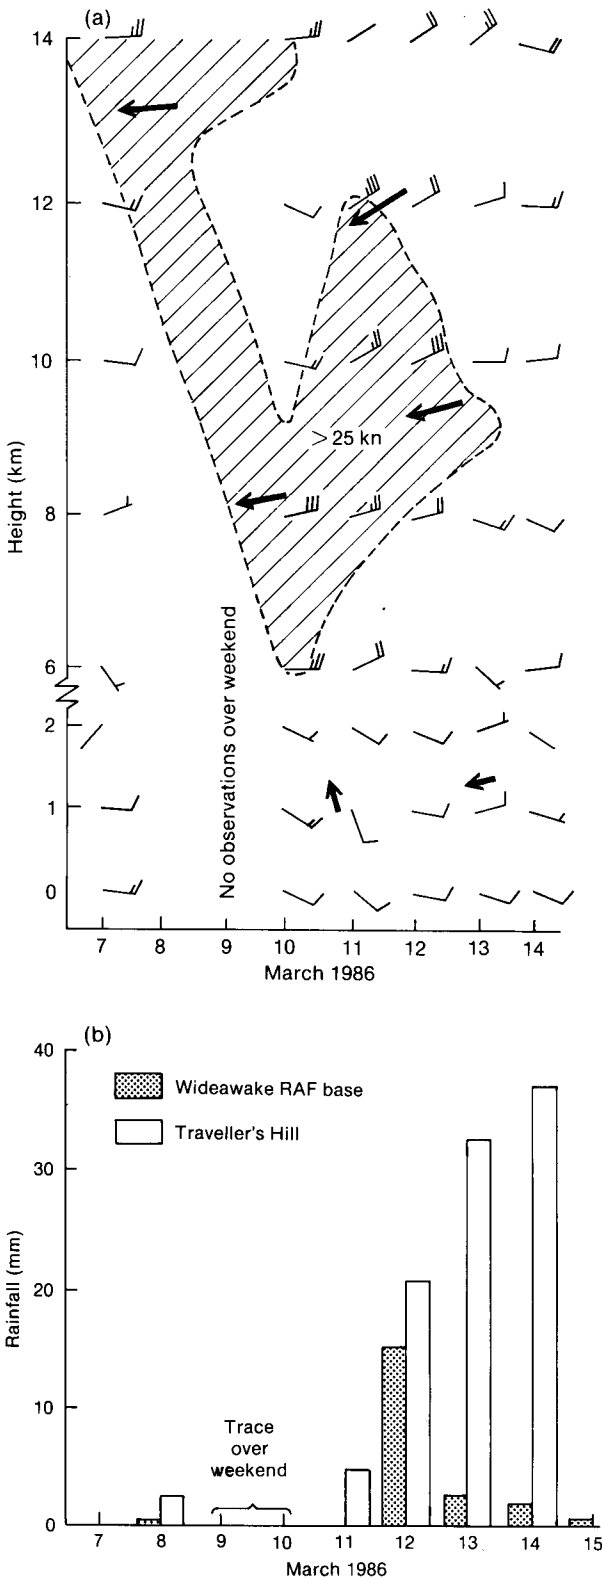 (a)
14
12
10
8
6
2
1
0
Height (km)
> 25 kn
No observations over weekend
7 8 9 10 11 12 13 14
March 1986
(b)
40
30
20
10
0
Rainfall (mm)
Wideawake RAF base
Traveller's Hill
Trace
over
weekend
7 8 9 10 11 12 13 14 15
March 1986